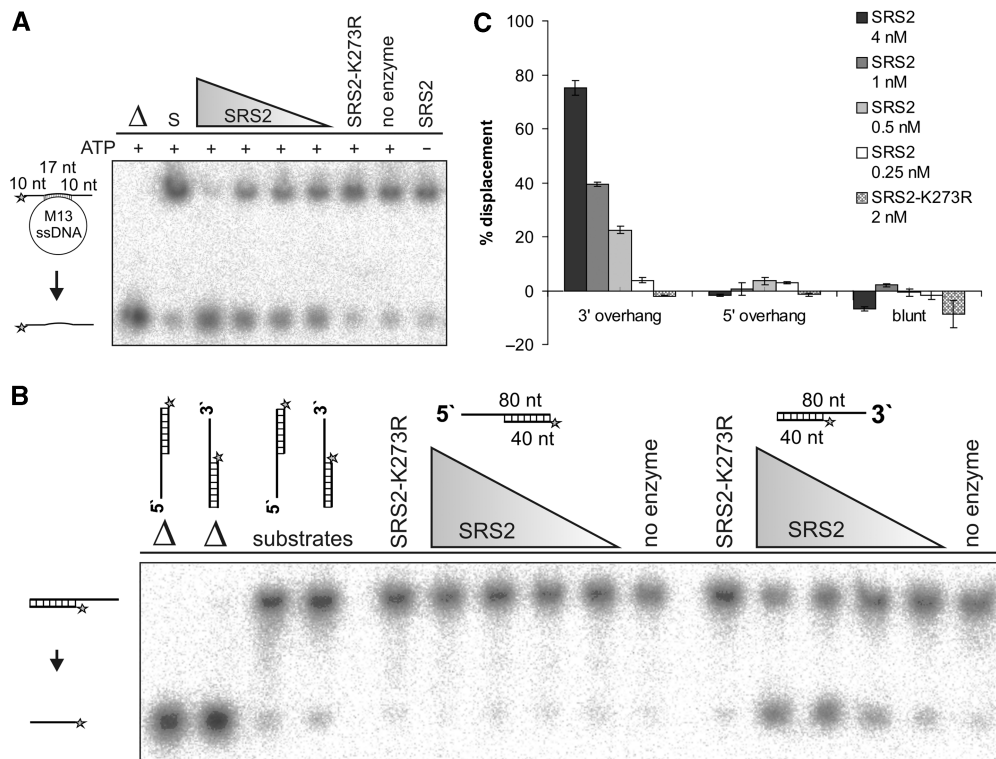 A
Δ
S
SRS2
SRS2-K273R
no enzyme
SRS2
ATP + + + + + + + + −
17 nt
10 nt 10 nt
M13
ssDNA
C
% displacement
100
80
60
40
20
0
−20
3' overhang
5' overhang
blunt
SRS2
4 nM
SRS2
1 nM
SRS2
0.5 nM
SRS2
0.25 nM
SRS2-K273R
2 nM
B
3`
3`
5`
5`
Δ Δ substrates
SRS2-K273R
5`
80 nt
40 nt
SRS2
no enzyme
SRS2-K273R
80 nt
3`
40 nt
SRS2
no enzyme